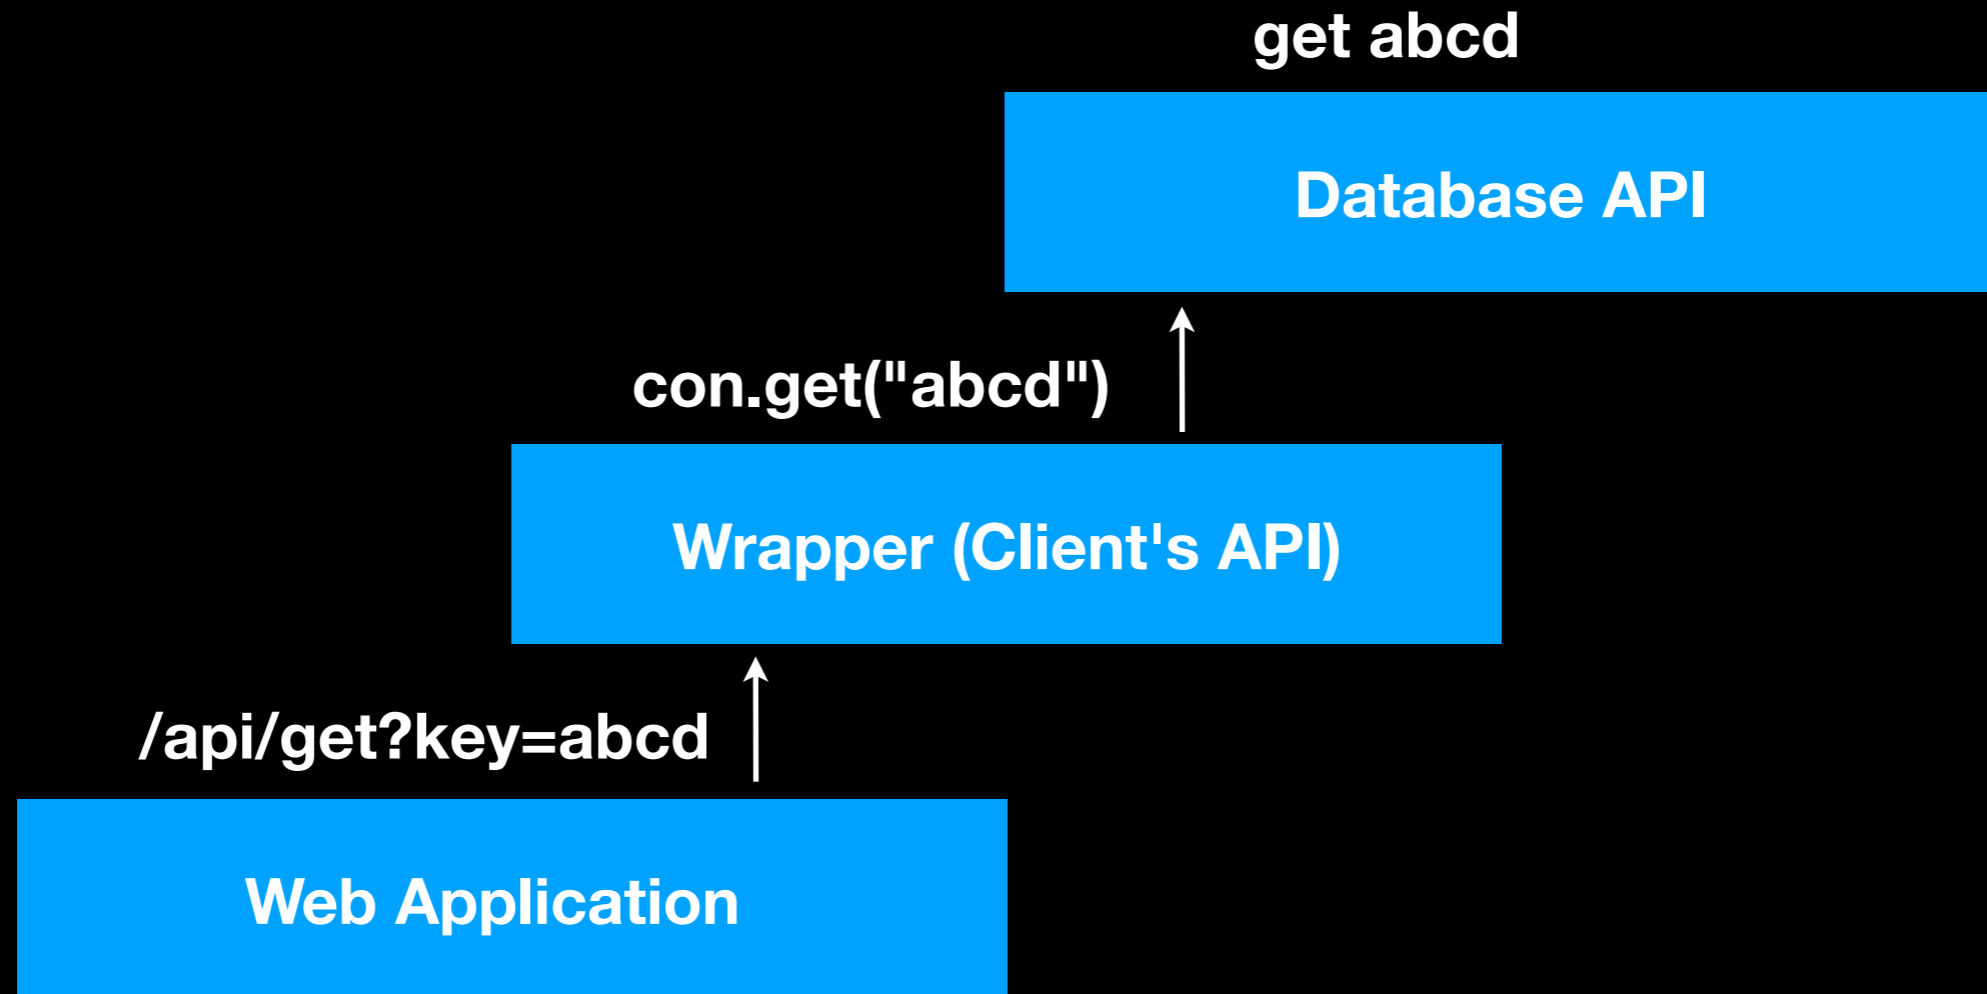 get abcd
Database API
con.get("abcd")
Wrapper (Client's API)
/api/get?key=abcd
Web Application